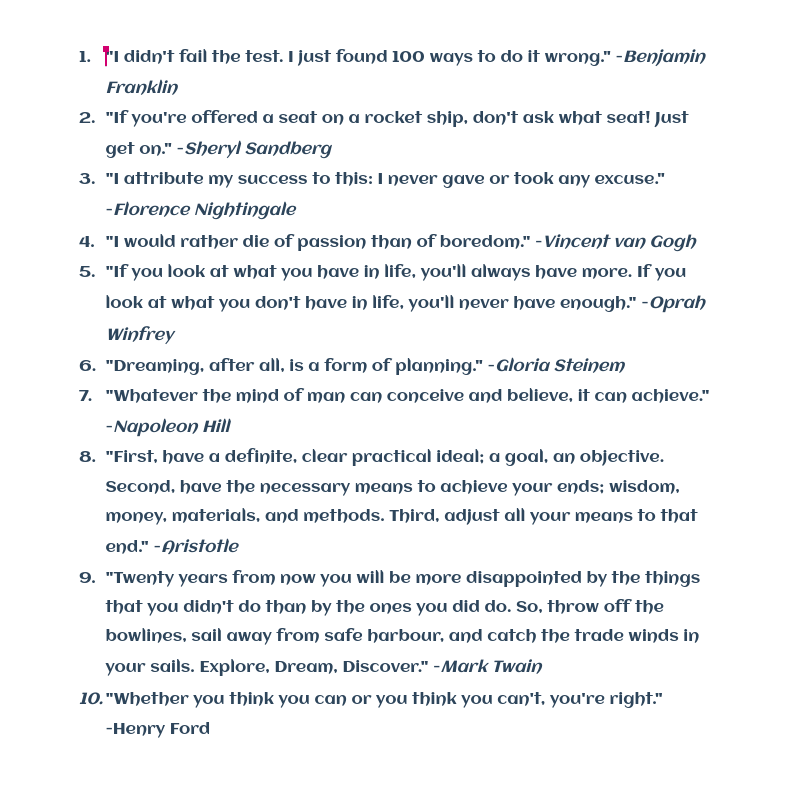 1. "I didn't fail the test. I just found 100 ways to do it wrong." -Benjamin
Franklin
2. "If you're offered a seat on a rocket ship, don't ask what seat! Just
get on." -Sheryl Sandberg
3. "I attribute my success to this: I never gave or took any excuse."
-Florence Nightingale
4. "I would rather die of passion than of boredom." -Vincent van Gogh
5. "If you look at what you have in life, you'll always have more. If you
look at what you don't have in life, you'll never have enough." -Oprah
Winfrey
6. "Dreaming, after all, is a form of planning." -Gloria Steinem
7. "Whatever the mind of man can conceive and believe, it can achieve."
-Napoleon Hill
8. "First, have a definite, clear practical ideal; a goal, an objective.
Second, have the necessary means to achieve your ends; wisdom,
money, materials, and methods. Third, adjust all your means to that
end." -Aristotle
9. "Twenty years from now you will be more disappointed by the things
that you didn't do than by the ones you did do. So, throw off the
bowlines, sail away from safe harbour, and catch the trade winds in
your sails. Explore, Dream, Discover." -Mark Twain
10. "Whether you think you can or you think you can't, you're right."
-Henry Ford